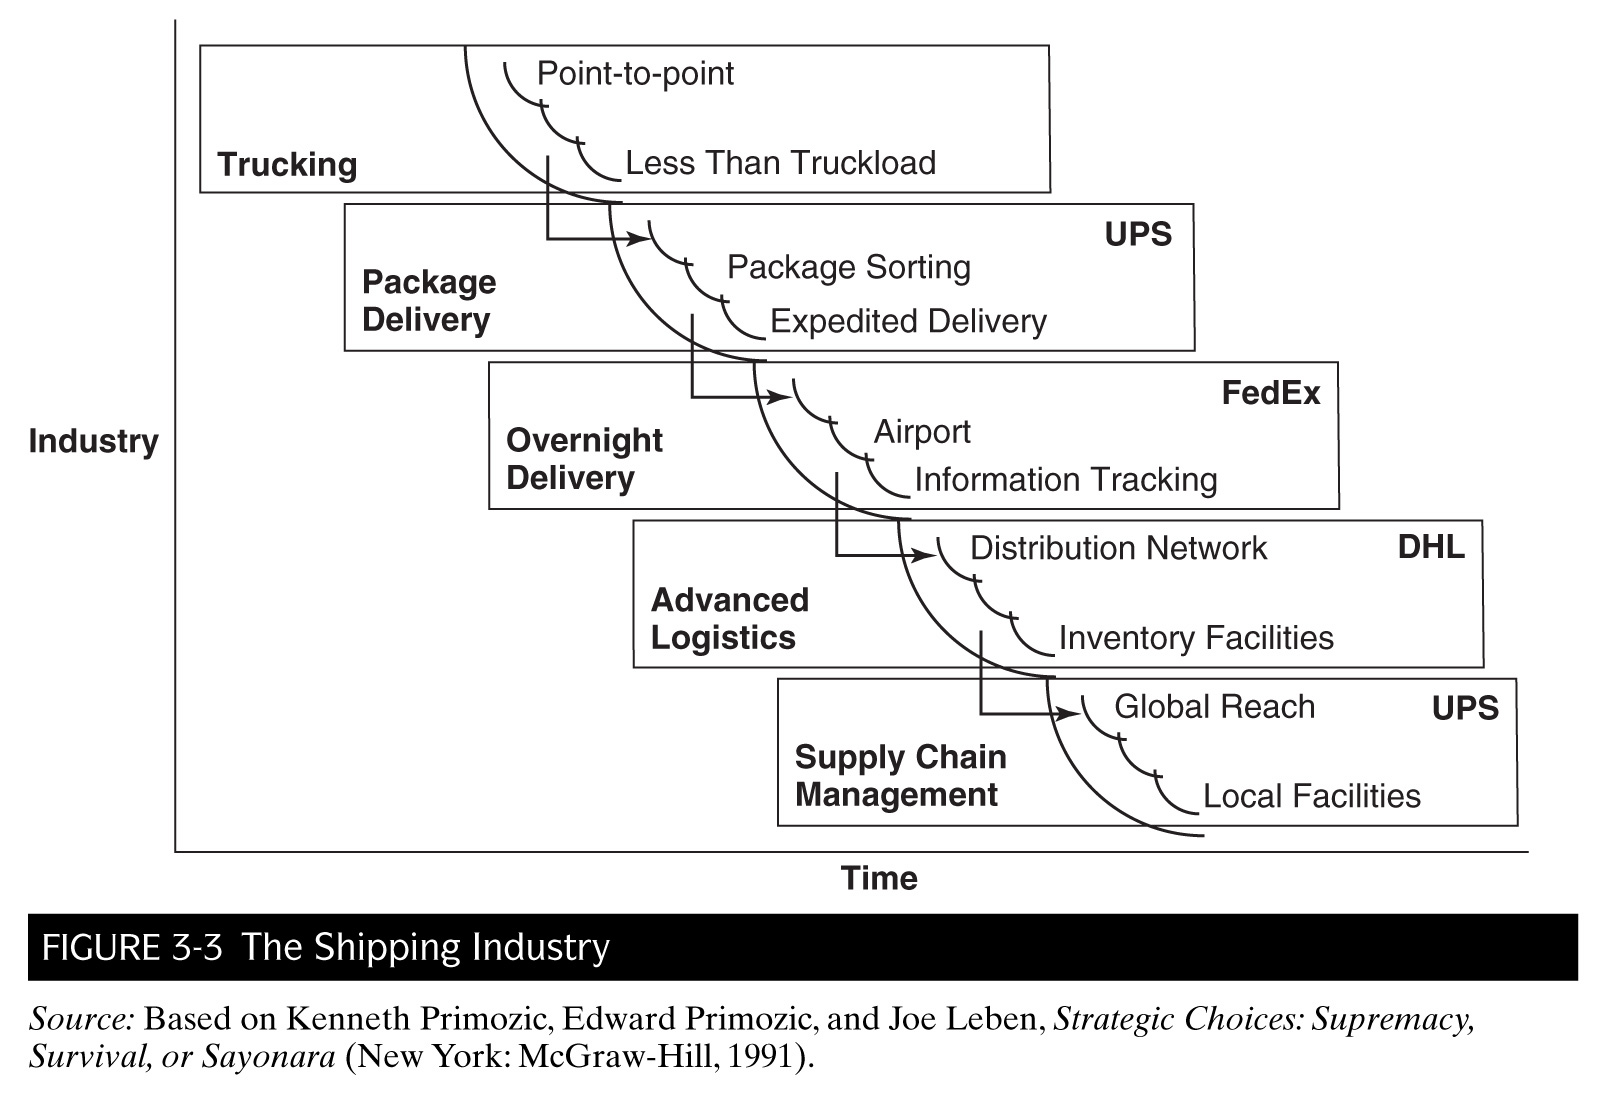 Point-to-point
Trucking
Less Than Truckload
UPS
Package Sorting
Package
Delivery
Expedited Delivery
FedEx
Industry
Overnight
Delivery
Airport
Information Tracking
Distribution Network
DHL
Advanced
Logistics
Inventory Facilities
Global Reach
UPS
Supply Chain
Management
Local Facilities
Time
FIGURE 3-3 The Shipping Industry
Source: Based on Kenneth Primozic, Edward Primozic, and Joe Leben, Strategic Choices: Supremacy,
Survival, or Sayonara (New York: McGraw-Hill, 1991).